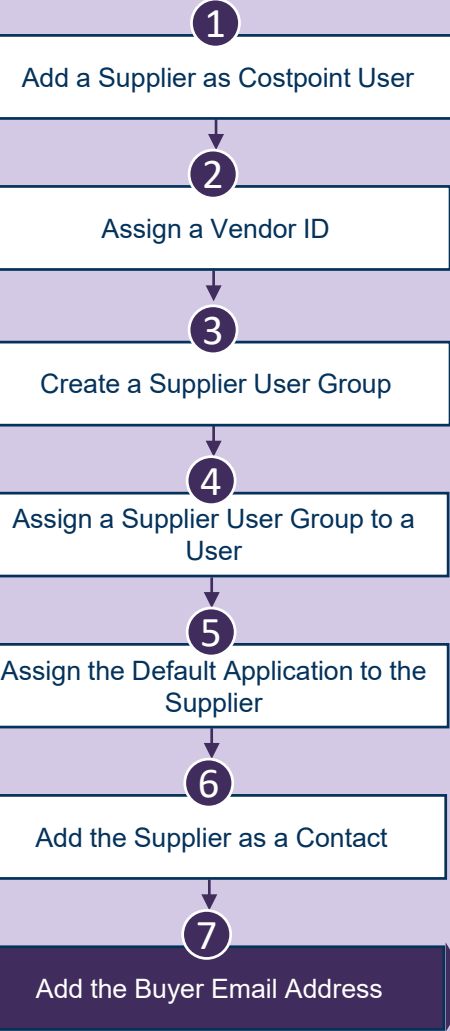 1
Add a Supplier as Costpoint User
2
Assign a Vendor ID
3
Create a Supplier User Group
4
Assign a Supplier User Group to a
User
5
Assign the Default Application to the
Supplier
6
Add the Supplier as a Contact
7
Add the Buyer Email Address